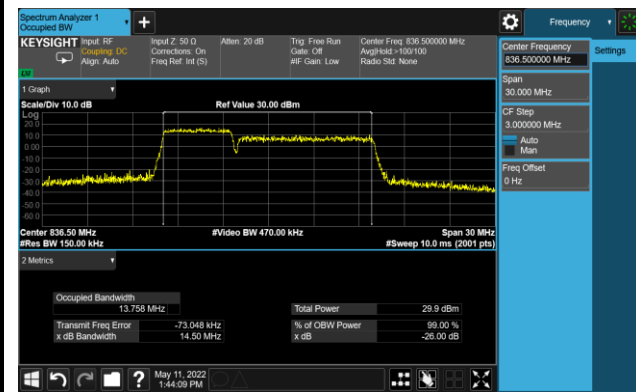 Spectrum Analyzer 1
Occupied BW
Frequency
KEYSIGHT
Input: RF
Coupling: DC
Align: Auto
Input Z: 50 Ω
Corrections: On
Freq Ref: Int (S)
Atten: 20 dB
Trig: Free Run
Gate: Off
#IF Gain: Low
Center Freq: 836.500000 MHz
Avg|Hold:>100/100
Radio Std: None
Center Frequency
836.500000 MHz
Settings
Span
30.000 MHz
CF Step
3.000000 MHz
Auto
Man
Freq Offset
0 Hz
1 Graph
Scale/Div 10.0 dB
Ref Value 30.00 dBm
Log
20.0
10.0
0.00
-10.0
-20.0
-30.0
-40.0
-50.0
-60.0
Center 836.50 MHz
#Video BW 470.00 kHz
Span 30 MHz
#Res BW 150.00 kHz
#Sweep 10.0 ms (2001 pts)
2 Metrics
Occupied Bandwidth
13.758 MHz
Total Power
29.9 dBm
Transmit Freq Error
-73.048 kHz
% of OBW Power
99.00 %
x dB Bandwidth
14.50 MHz
x dB
-26.00 dB
May 11, 2022
1:44:09 PM